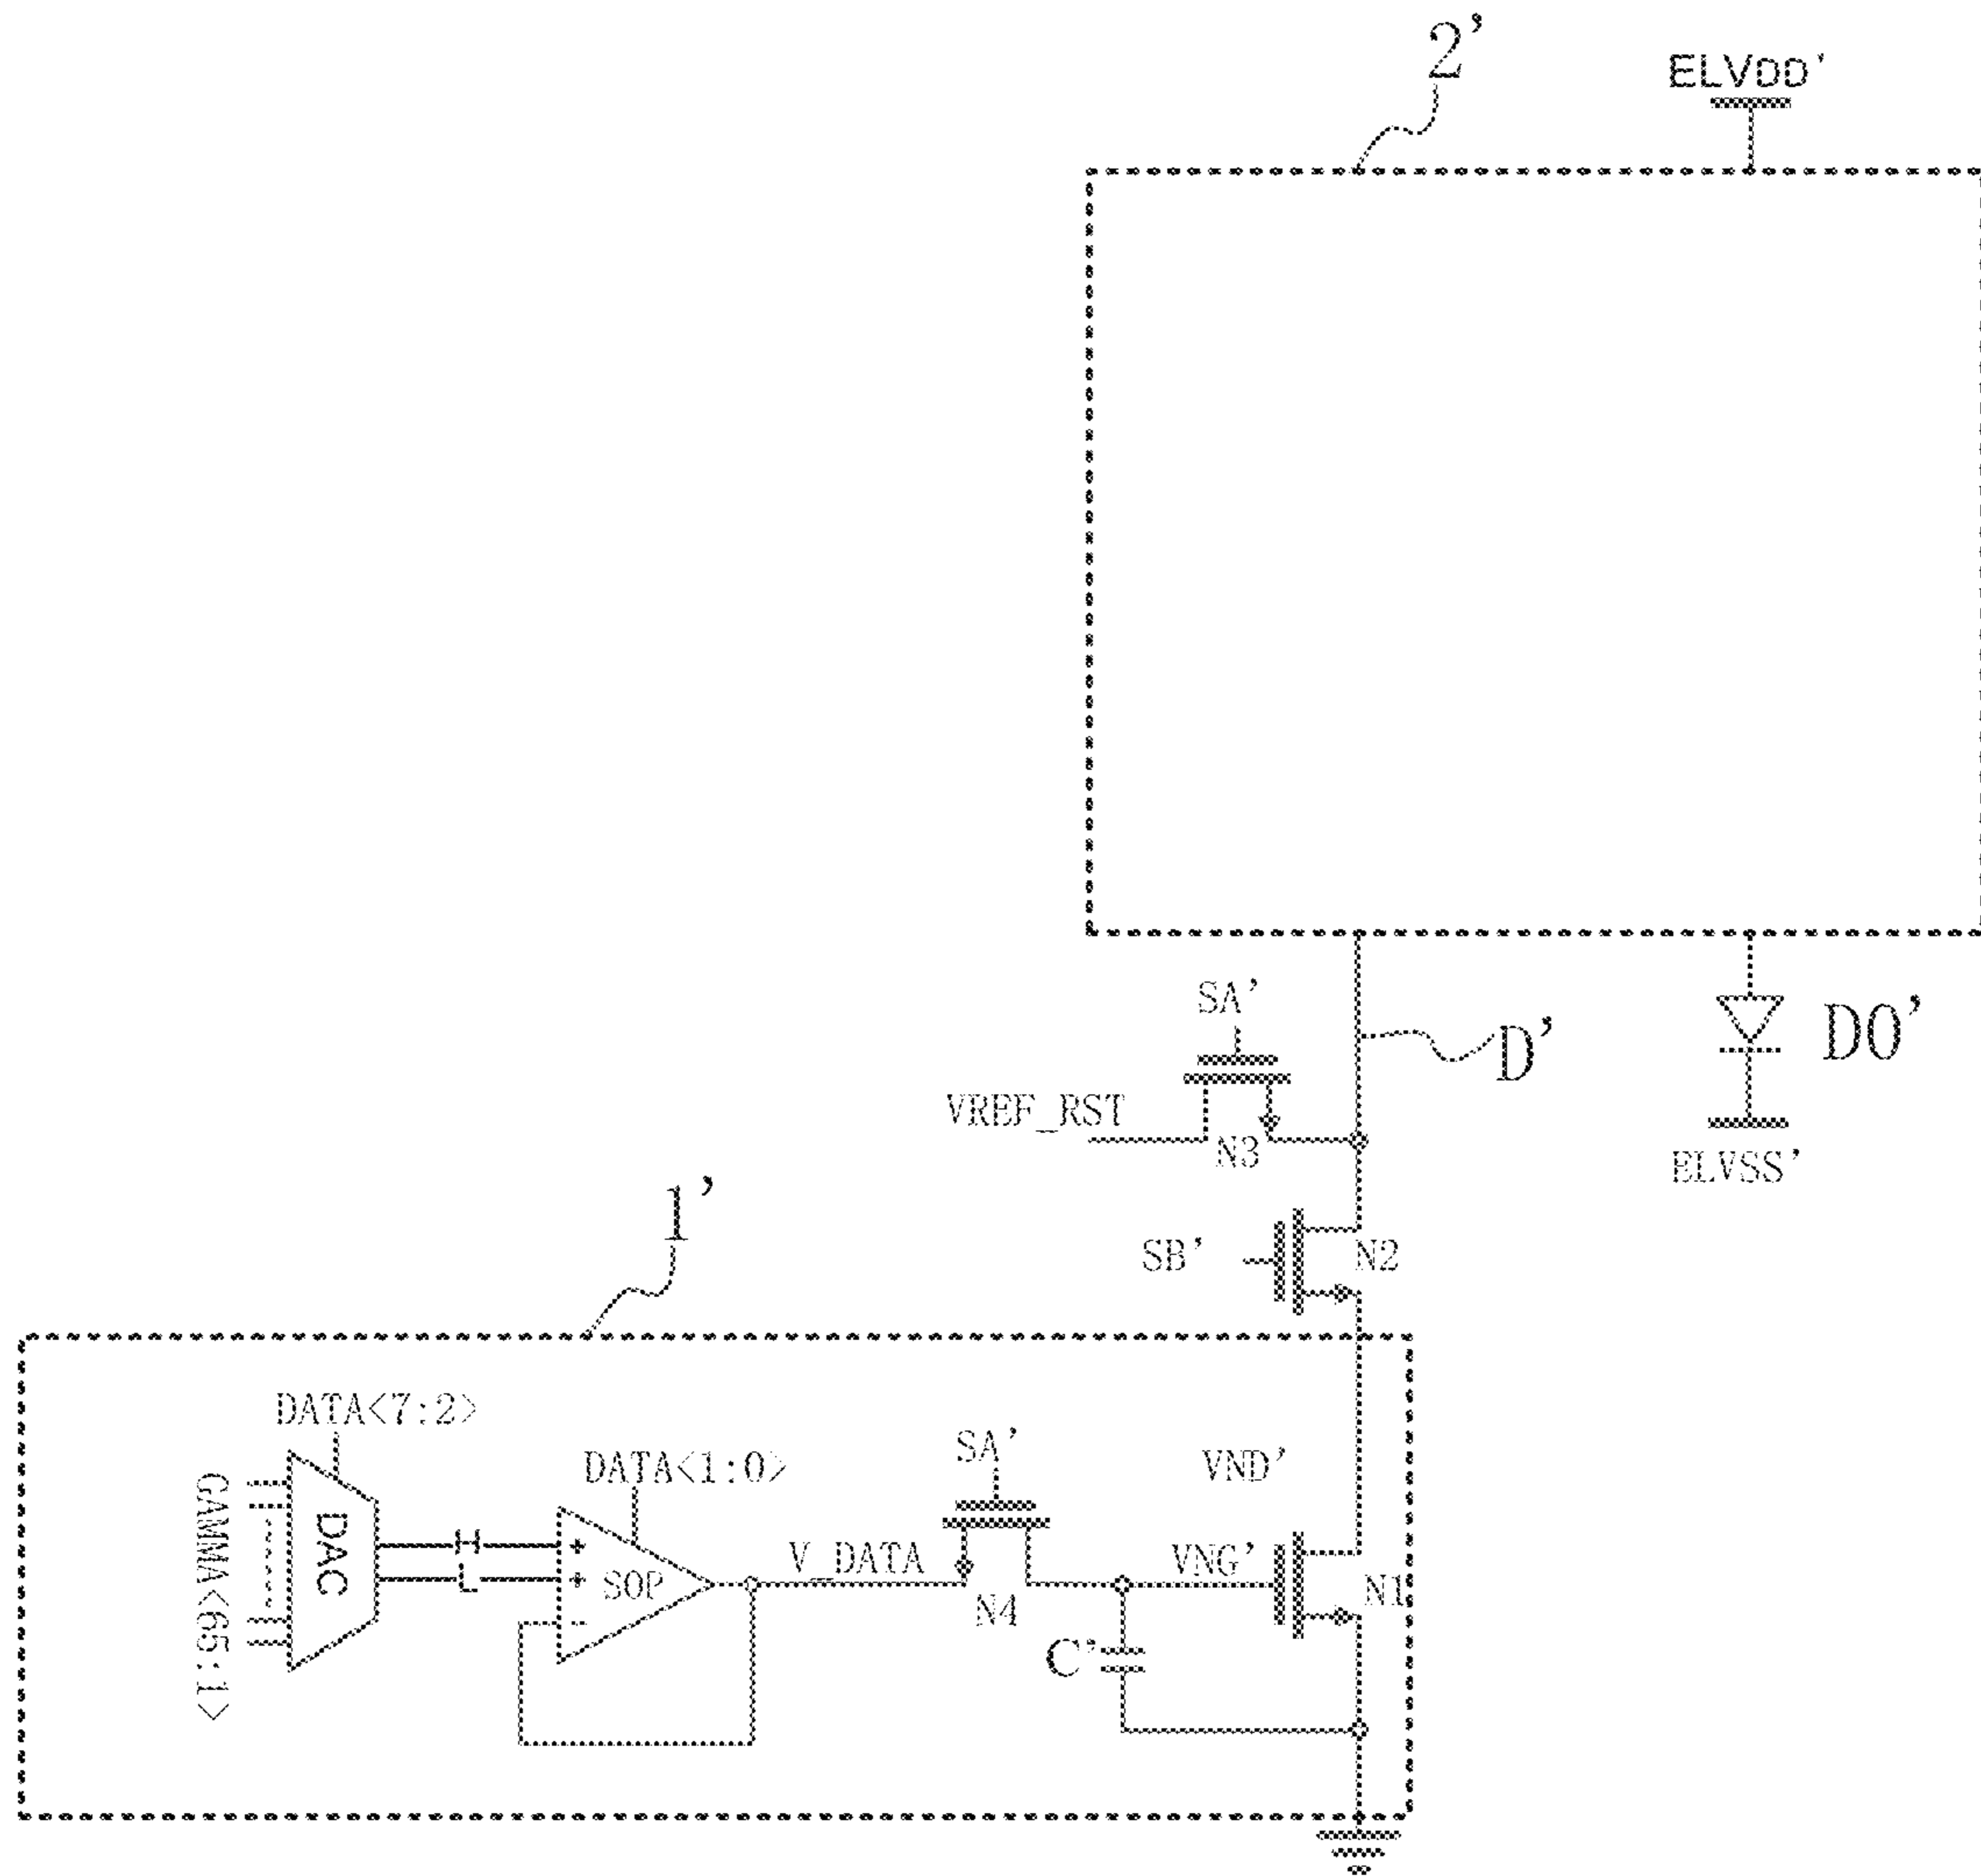 2'
ELVDD'
SA'
D'
D0'
VREF_RST
N3
ELVSS'
1'
SB'
N2
DATA<7:2>
SA'
DATA<1:0>
VND'
GAMMA<65:1>
DAC
H
L
+
+
-
SOP
V_DATA
N4
VNG'
N1
C'